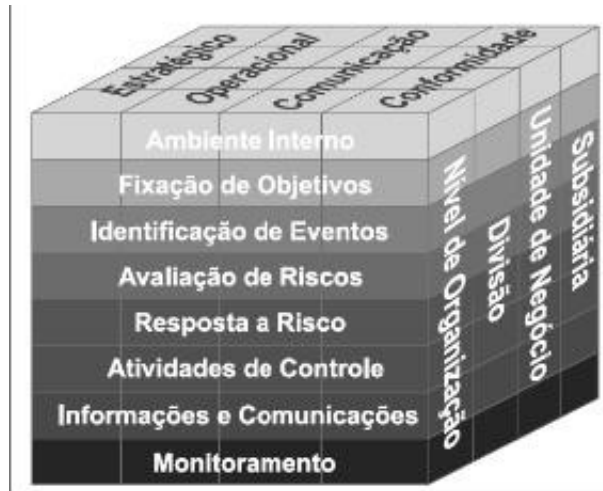 Estratégico
Operacional
Comunicação
Conformidade
Ambiente Interno
Fixação de Objetivos
Identificação de Eventos
Avaliação de Riscos
Resposta a Risco
Atividades de Controle
Informações e Comunicações
Monitoramento
Nível de Organização
Divisão
Unidade de Negócio
Subsidiária